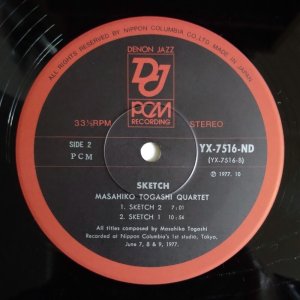 ALL RIGHTS RESERVED BY NIPPON COLUMBIA CO., LTD. MADE IN JAPAN
DENON JAZZ
DJ
PCM
RECORDING
33⅓RPM STEREO
SIDE 2 YX-7516-ND
PCM (YX-7516-B)
℗ 1977. 10
SKETCH
MASAHIKO TOGASHI QUARTET
1. SKETCH 2 7:01
2. SKETCH 1 10:54
All titles composed by Masahiko Togashi
Recorded at Nippon Columbia's 1st studio, Tokyo,
June 7, 8 & 9, 1977.